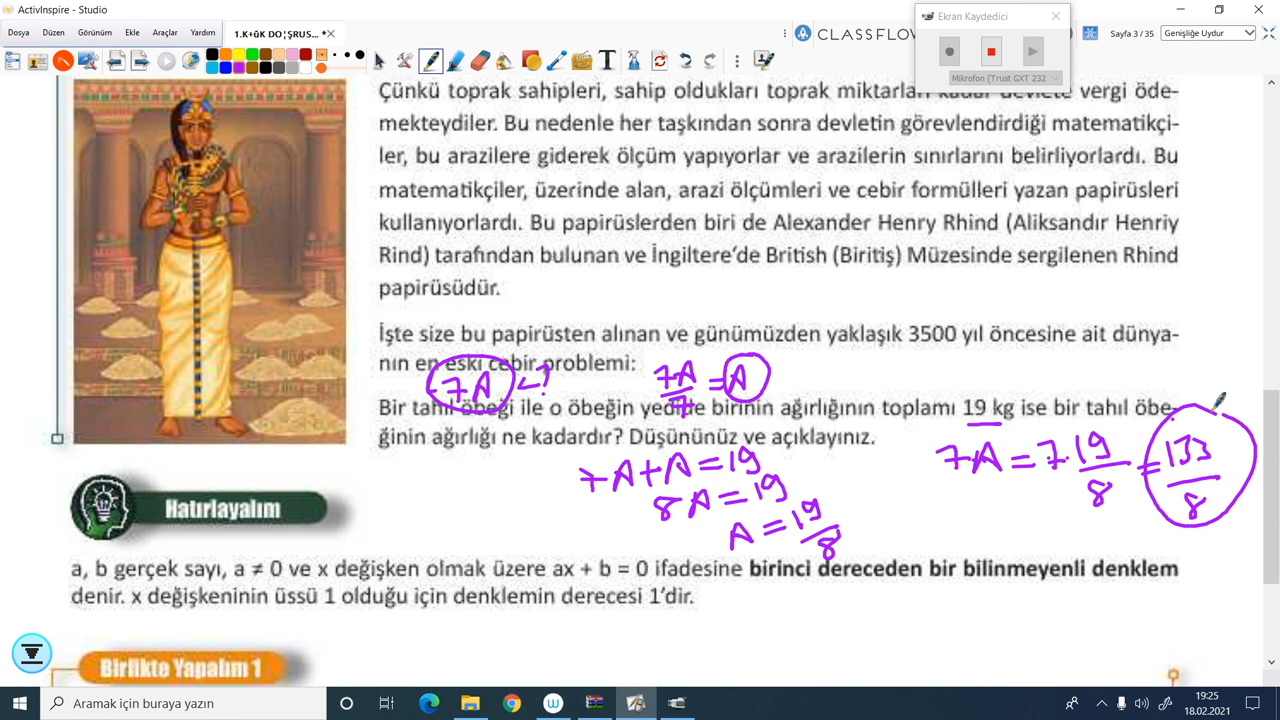 ActivInspire - Studio
Ekran Kaydedici
Dosya Düzen Görünüm Ekle Araçlar Yardım
1.K+ûK DO¦ŞRUS...*
CLASSFLOW
Sayfa 3 / 35
Genişliğe Uydur
Mikrofon (Trust GXT 232
Çünkü toprak sahipleri, sahip oldukları toprak miktarları kadar devlete vergi öde-
mekteydiler. Bu nedenle her taşkından sonra devletin görevlendirdiği matematikçi-
ler, bu arazilere giderek ölçüm yapıyorlar ve arazilerin sınırlarını belirliyorlardı. Bu
matematikçiler, üzerinde alan, arazi ölçümleri ve cebir formülleri yazan papirüsleri
kullanıyorlardı. Bu papirüslerden biri de Alexander Henry Rhind (Aliksandır Henriy
Rind) tarafından bulunan ve İngiltere'de British (Biritiş) Müzesinde sergilenen Rhind
papirüsüdür.
İşte size bu papirüsten alınan ve günümüzden yaklaşık 3500 yıl öncesine ait dünya-
nın en eski cebir problemi:
7A <-?
7A/7 = A
Bir tahıl öbeği ile o öbeğin yedide birinin ağırlığının toplamı 19 kg ise bir tahıl öbe-
ğinin ağırlığı ne kadardır? Düşününüz ve açıklayınız.
7A+A=19
8A=19
A=19/8
7A=7.19/8=133/8
Hatırlayalım
a, b gerçek sayı, a ≠ 0 ve x değişken olmak üzere ax + b = 0 ifadesine birinci dereceden bir bilinmeyenli denklem
denir. x değişkeninin üssü 1 olduğu için denklemin derecesi 1'dir.
Birlikte Yapalım 1
Aramak için buraya yazın
19:25
18.02.2021